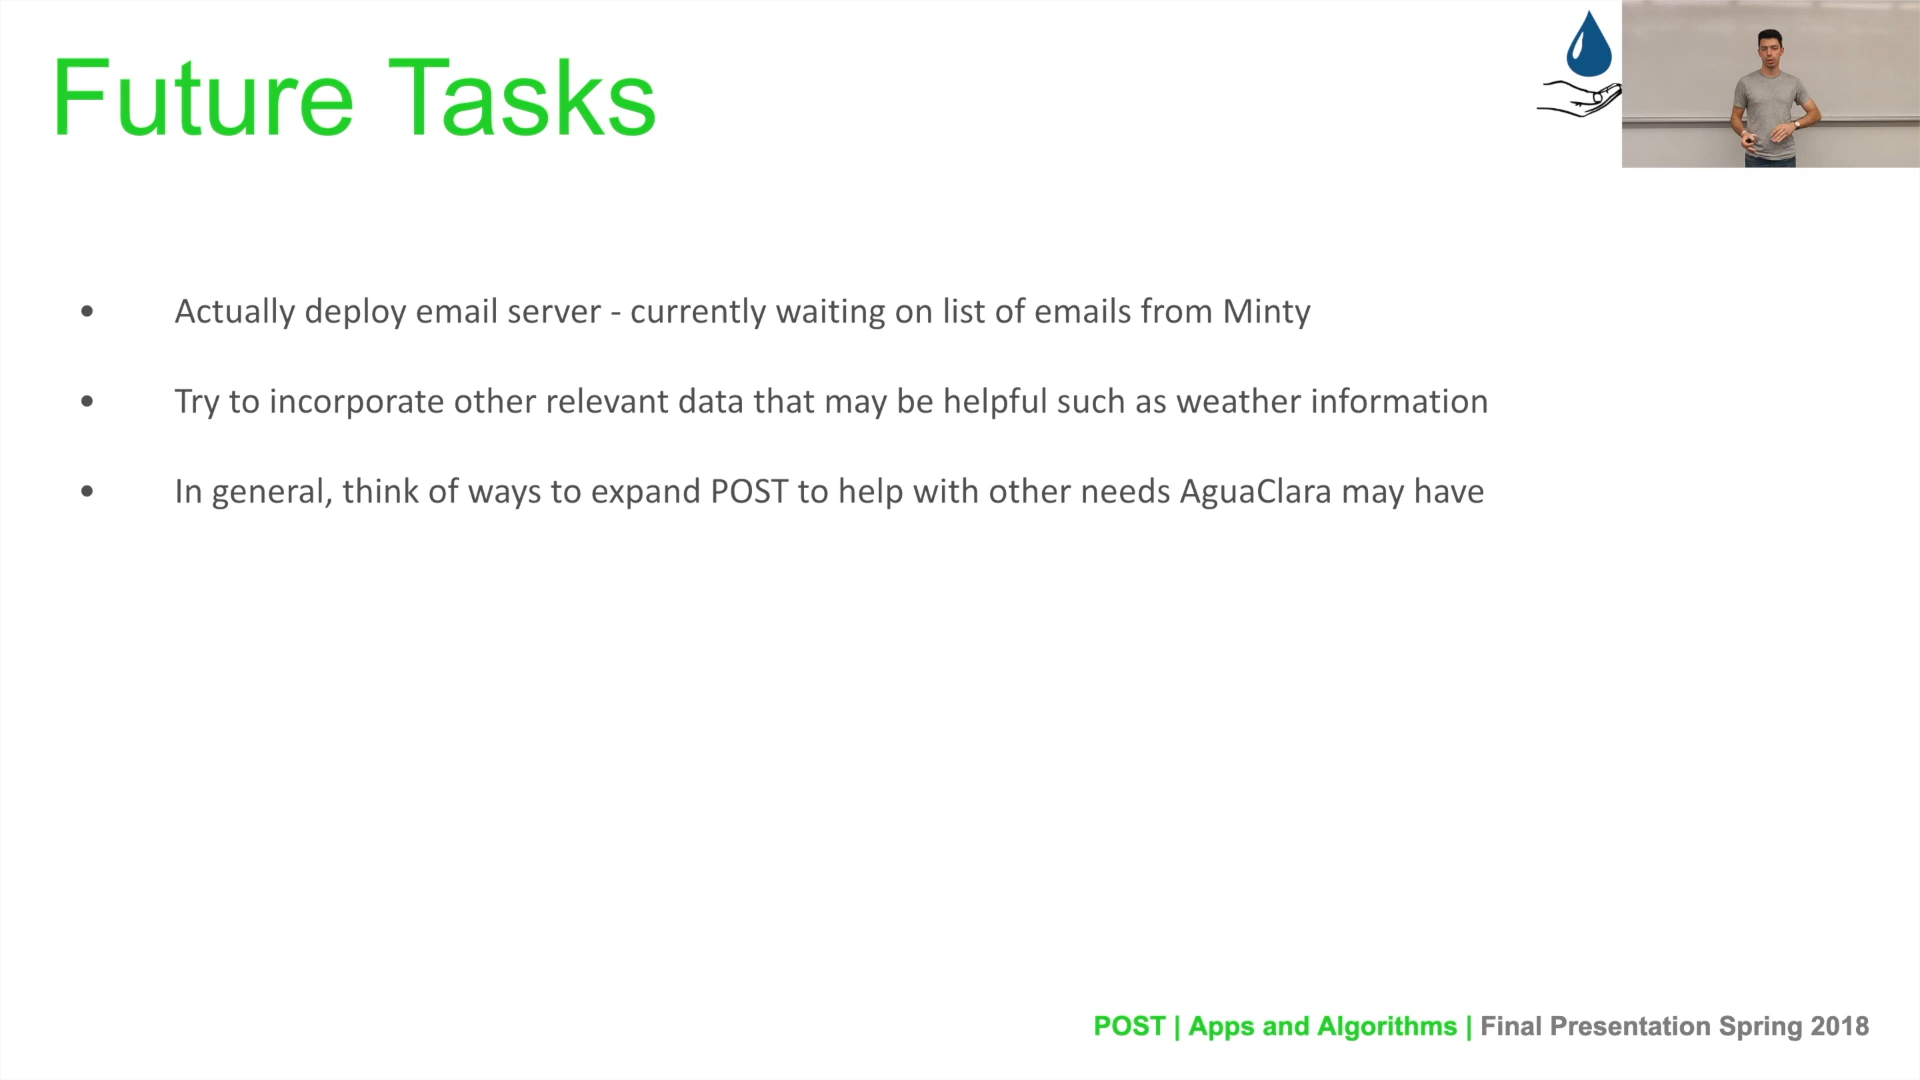 Future Tasks
• Actually deploy email server - currently waiting on list of emails from Minty
• Try to incorporate other relevant data that may be helpful such as weather information
• In general, think of ways to expand POST to help with other needs AguaClara may have
POST | Apps and Algorithms | Final Presentation Spring 2018